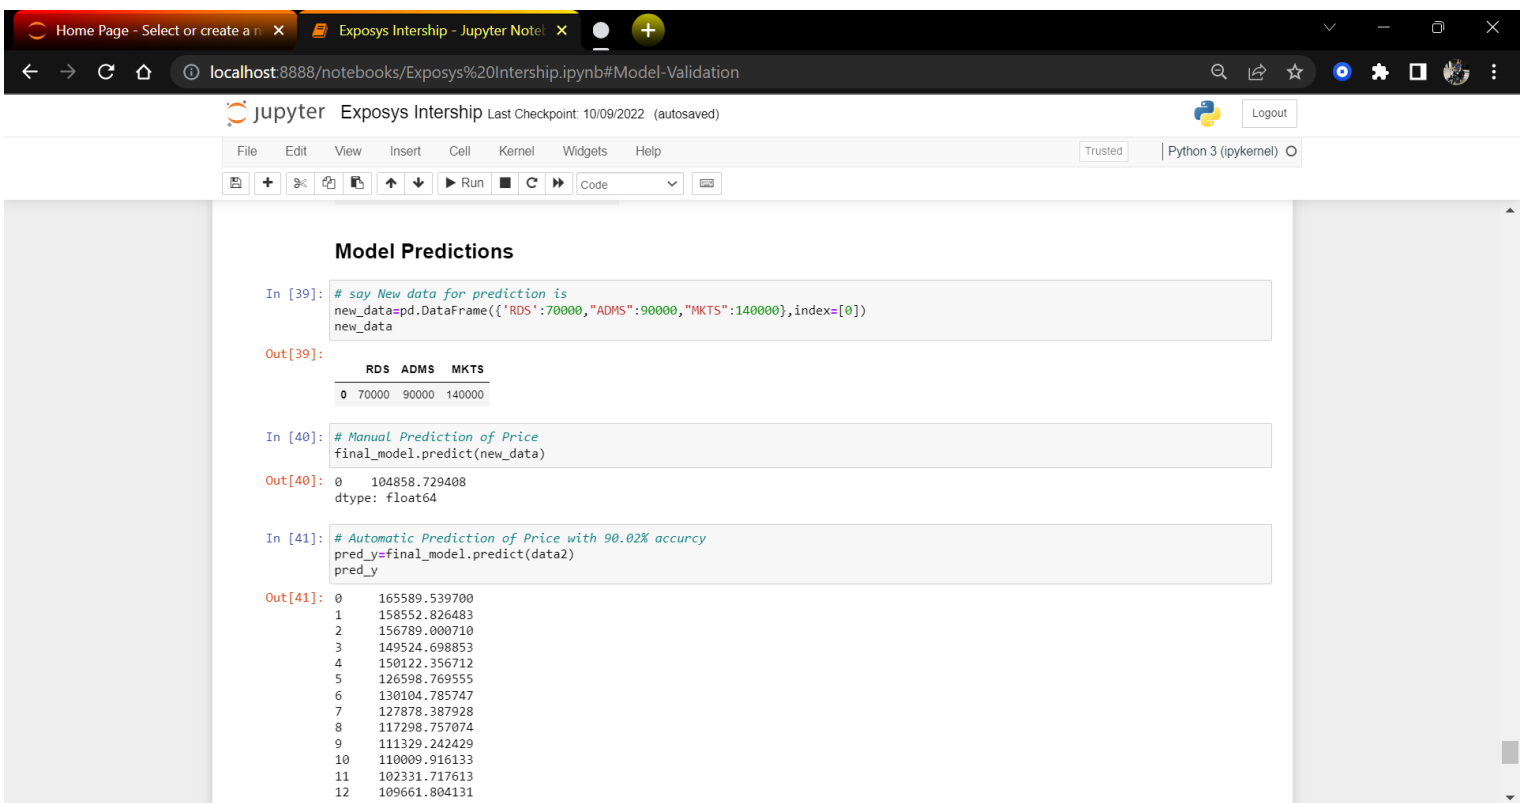 Home Page - Select or create a n
Exposys Intership - Jupyter Note
localhost:8888/notebooks/Exposys%20Intership.ipynb#Model-Validation
jupyter Exposys Intership Last Checkpoint: 10/09/2022 (autosaved)
Logout
File Edit View Insert Cell Kernel Widgets Help
Trusted
Python 3 (ipykernel)
Run
Code
Model Predictions
In [39]: # say New data for prediction is
new_data=pd.DataFrame({'RDS':70000,"ADMS":90000,"MKTS":140000},index=[0])
new_data
Out[39]:
RDS ADMS MKTS
0 70000 90000 140000
In [40]: # Manual Prediction of Price
final_model.predict(new_data)
Out[40]: 0 104858.729408
dtype: float64
In [41]: # Automatic Prediction of Price with 90.02% accurcy
pred_y=final_model.predict(data2)
pred_y
Out[41]: 0 165589.539700
1 158552.826483
2 156789.000710
3 149524.698853
4 150122.356712
5 126598.769555
6 130104.785747
7 127878.387928
8 117298.757074
9 111329.242429
10 110009.916133
11 102331.717613
12 109661.804131